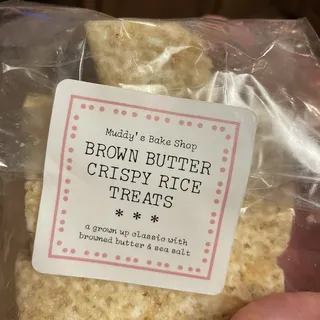 Muddy's Bake Shop
BROWN BUTTER
CRISPY RICE
TREATS
***
a grown up classic with
browned butter & sea salt